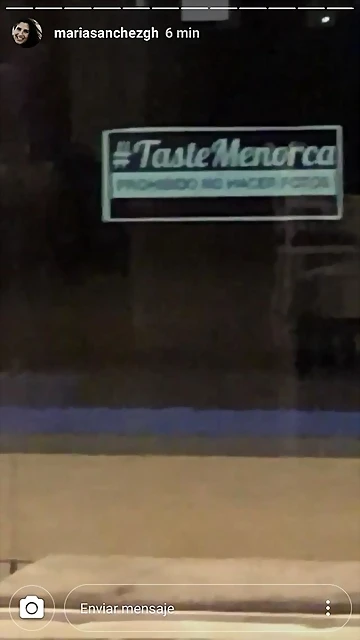 mariasanchezgh 6 min
#TasteMenorca
PROHIBIDO NO HACER FOTOS
Enviar mensaje